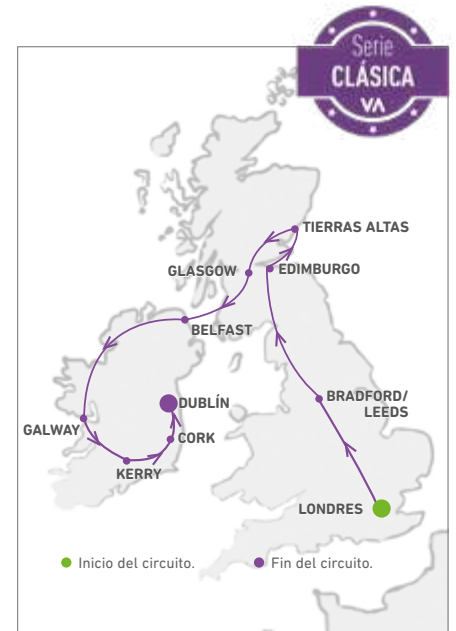 Serie
CLÁSICA
VA
TIERRAS ALTAS
GLASGOW
EDIMBURGO
BELFAST
BRADFORD/
LEEDS
DUBLÍN
GALWAY
CORK
KERRY
LONDRES
Inicio del circuito.
Fin del circuito.